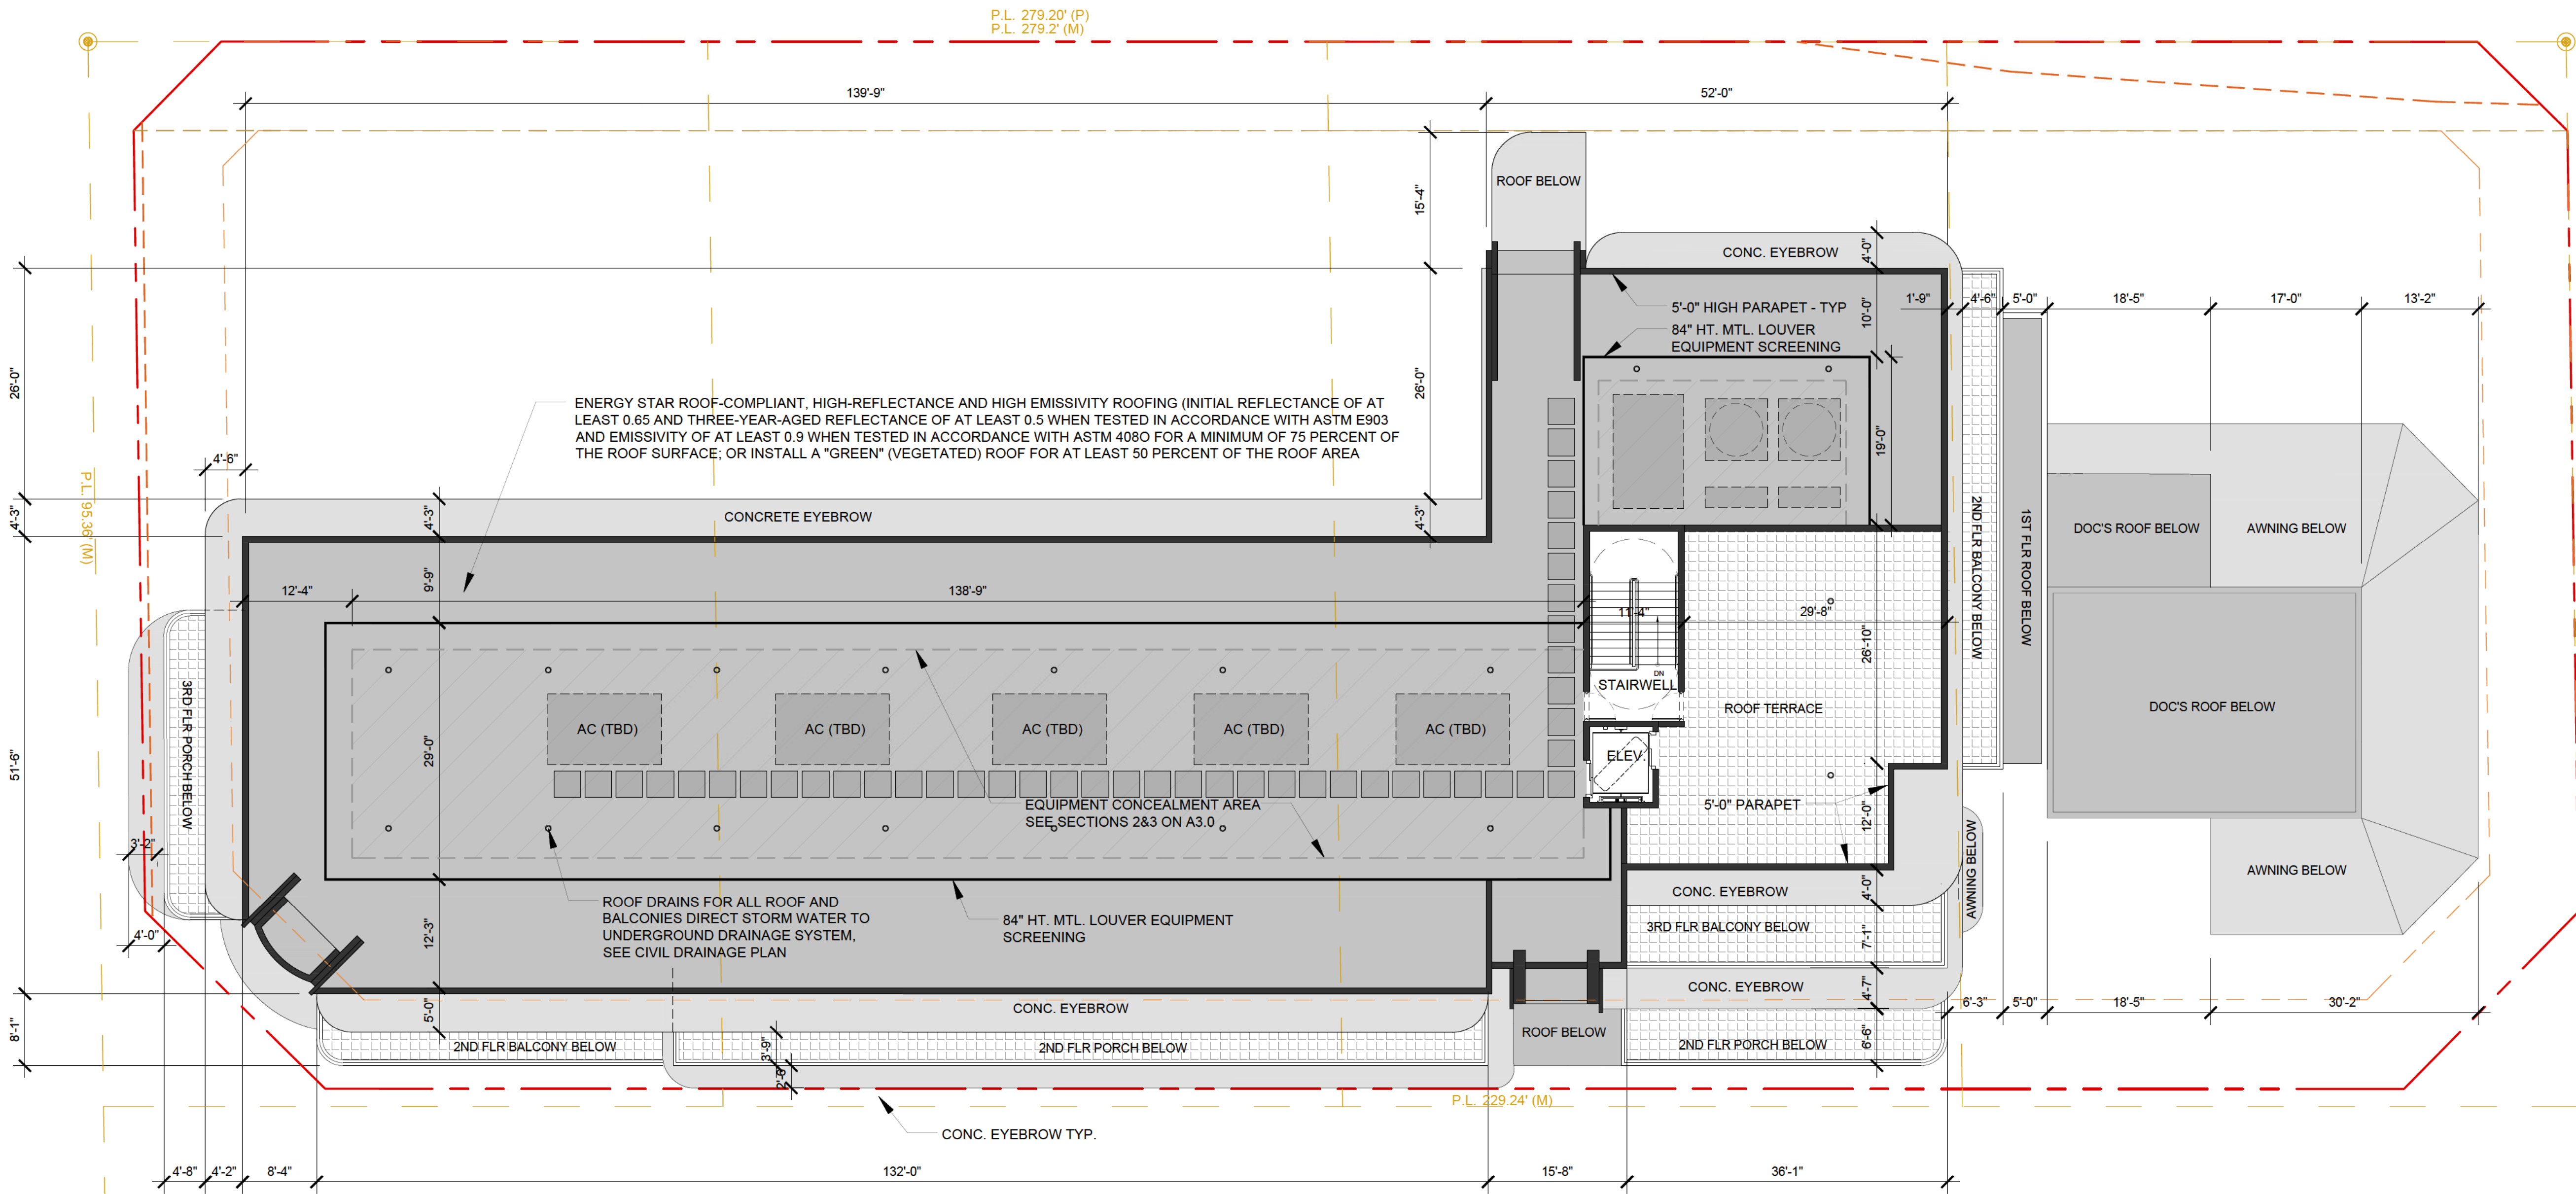 P.L. 279.20' (P)
P.L. 279.2' (M)
139'-9"
52'-0"
15'-4"
ROOF BELOW
CONC. EYEBROW
4'-0"
26'-0"
26'-0"
5'-0" HIGH PARAPET - TYP
84" HT. MTL. LOUVER
EQUIPMENT SCREENING
10'-0"
1'-9"
4'-6"
5'-0"
18'-5"
17'-0"
13'-2"
ENERGY STAR ROOF-COMPLIANT, HIGH-REFLECTANCE AND HIGH EMISSIVITY ROOFING (INITIAL REFLECTANCE OF AT
LEAST 0.65 AND THREE-YEAR-AGED REFLECTANCE OF AT LEAST 0.5 WHEN TESTED IN ACCORDANCE WITH ASTM E903
AND EMISSIVITY OF AT LEAST 0.9 WHEN TESTED IN ACCORDANCE WITH ASTM 408O FOR A MINIMUM OF 75 PERCENT OF
THE ROOF SURFACE; OR INSTALL A "GREEN" (VEGETATED) ROOF FOR AT LEAST 50 PERCENT OF THE ROOF AREA
19'-0"
4'-6"
P.L. 95.36' (M)
4'-3"
4'-3"
CONCRETE EYEBROW
4'-3"
2ND FLR BALCONY BELOW
1ST FLR ROOF BELOW
DOC'S ROOF BELOW
AWNING BELOW
9'-9"
12'-4"
138'-9"
11'-4"
29'-8"
26'-10"
DN
STAIRWELL
ROOF TERRACE
DOC'S ROOF BELOW
3RD FLR PORCH BELOW
51'-6"
29'-0"
AC (TBD)
AC (TBD)
AC (TBD)
AC (TBD)
AC (TBD)
ELEV.
EQUIPMENT CONCEALMENT AREA
SEE SECTIONS 2&3 ON A3.0
5'-0" PARAPET
12'-0"
3'-2"
AWNING BELOW
AWNING BELOW
ROOF DRAINS FOR ALL ROOF AND
BALCONIES DIRECT STORM WATER TO
UNDERGROUND DRAINAGE SYSTEM,
SEE CIVIL DRAINAGE PLAN
84" HT. MTL. LOUVER EQUIPMENT
SCREENING
CONC. EYEBROW
4'-0"
4'-0"
12'-3"
3RD FLR BALCONY BELOW
7'-1"
CONC. EYEBROW
4'-7"
6'-3"
5'-0"
18'-5"
30'-2"
8'-1"
5'-0"
CONC. EYEBROW
ROOF BELOW
2ND FLR BALCONY BELOW
3'-9"
2ND FLR PORCH BELOW
2ND FLR PORCH BELOW
6'-6"
2'-6"
P.L. 229.24' (M)
CONC. EYEBROW TYP.
4'-8"
4'-2"
8'-4"
132'-0"
15'-8"
36'-1"